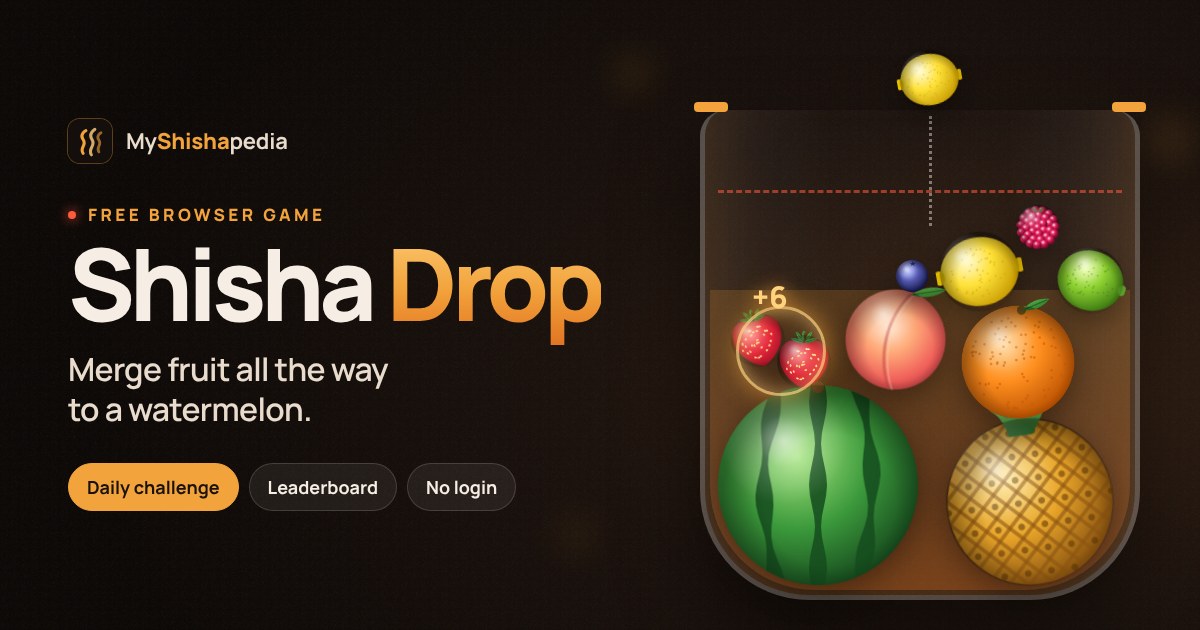 MyShishapedia
FREE BROWSER GAME
Shisha Drop
Merge fruit all the way
to a watermelon.
Daily challenge
Leaderboard
No login
+6